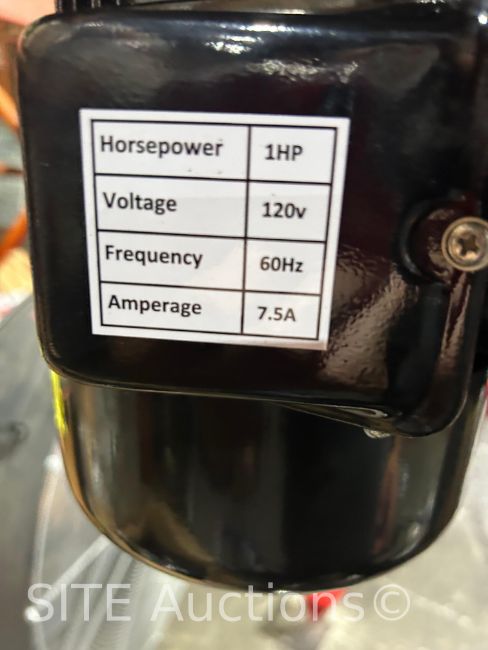 Horsepower 1HP
Voltage 120v
Frequency 60Hz
Amperage 7.5A
SITE Auctions©